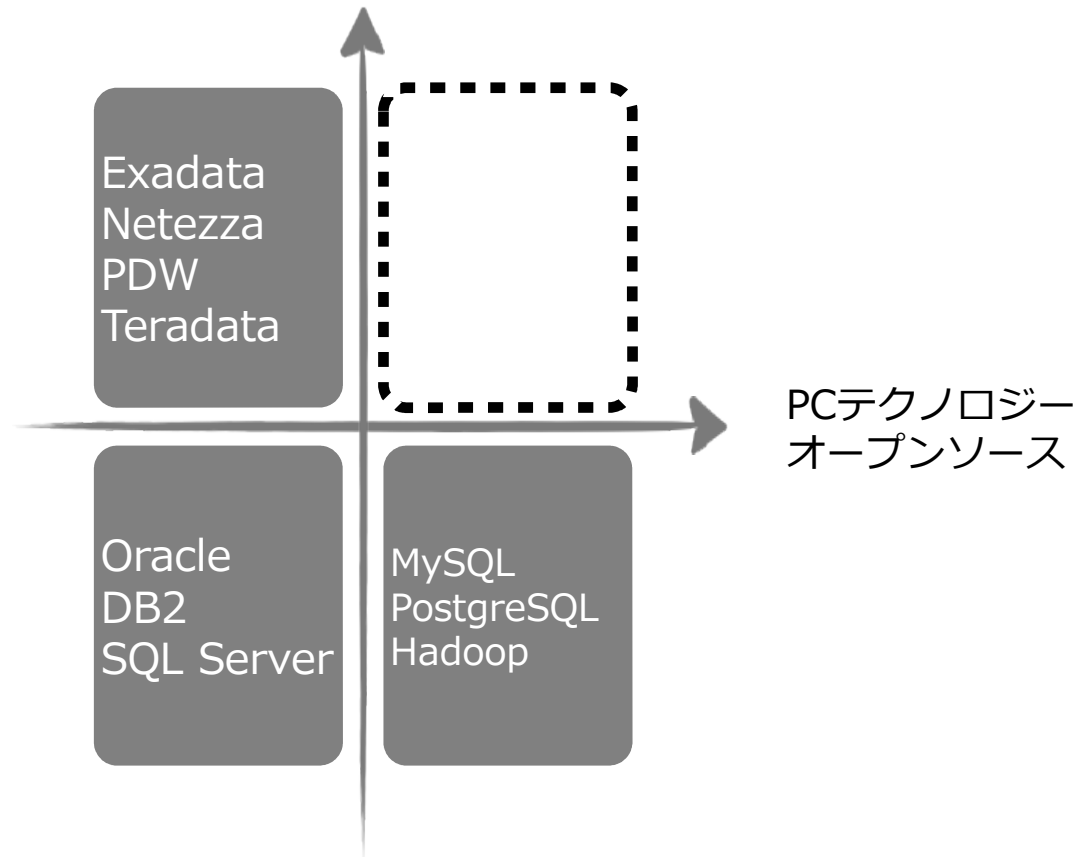 Exadata
Netezza
PDW
Teradata
PCテクノロジー
オープンソース
Oracle
DB2
SQL Server
MySQL
PostgreSQL
Hadoop